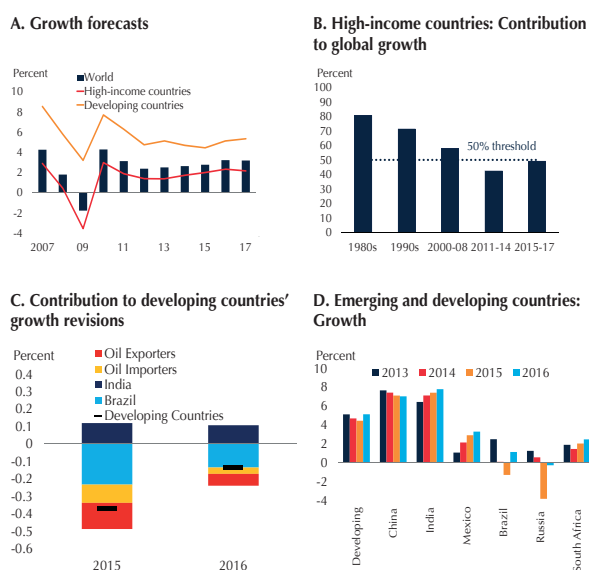 A. Growth forecasts
Percent
World
High-income countries
Developing countries
10
8
6
4
2
0
-2
-4
2007 09 11 13 15 17
B. High-income countries: Contribution
to global growth
Percent
100
90
80
70
60
50
40
30
20
10
0
50% threshold
1980s 1990s 2000-08 2011-14 2015-17
C. Contribution to developing countries'
growth revisions
Percent
Oil Exporters
Oil Importers
India
Brazil
Developing Countries
0.4
0.3
0.2
0.1
0
-0.1
-0.2
-0.3
-0.4
-0.5
-0.6
2015 2016
D. Emerging and developing countries:
Growth
Percent
2013 2014 2015 2016
10
8
6
4
2
0
-2
-4
Developing
China
India
Mexico
Brazil
Russia
South Africa